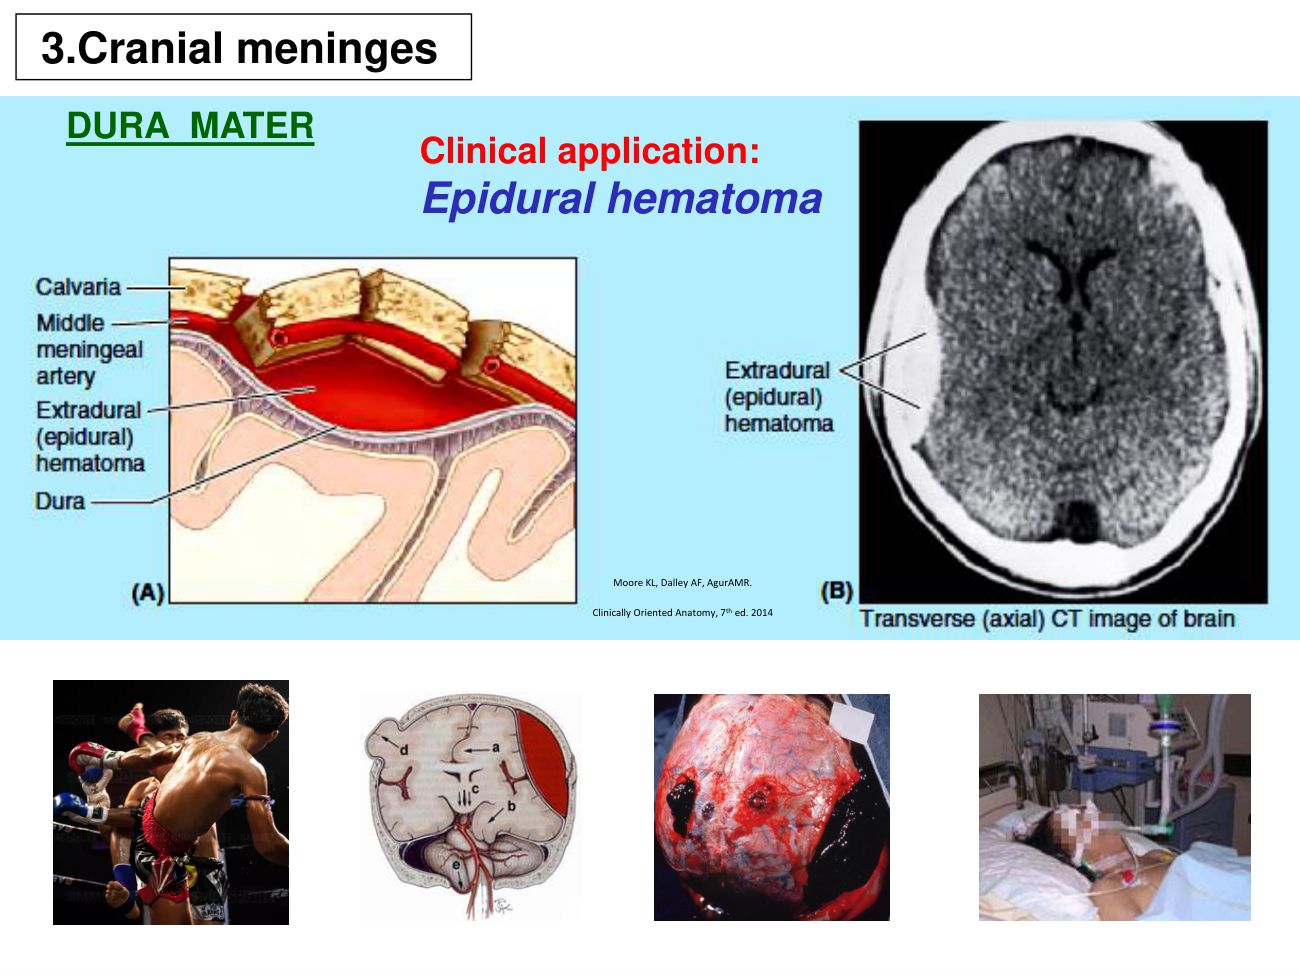 3.Cranial meninges
DURA MATER
Clinical application:
Epidural hematoma
Calvaria
Middle
meningeal
artery
Extradural
(epidural)
hematoma
Dura
(A)
Extradural
(epidural)
hematoma
Moore KL, Dalley AF, AgurAMR.
Clinically Oriented Anatomy, 7th ed. 2014
(B)
Transverse (axial) CT image of brain
d
a
c
b
e